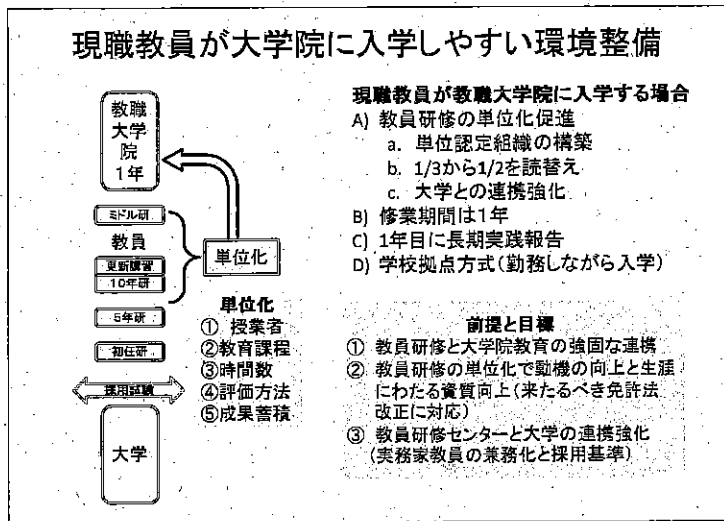 現職教員が大学院に入学しやすい環境整備
教職
大学
院
1年
ミドル研
教員
更新講習
10年研
5年研
初任研
採用試験
大学
単位化
単位化
① 授業者
②教育課程
③時間数
④評価方法
⑤成果蓄積
現職教員が教職大学院に入学する場合
A) 教員研修の単位化促進
a. 単位認定組織の構築
b. 1/3から1/2を読替え
c. 大学との連携強化
B) 修業期間は1年
C) 1年目に長期実践報告
D) 学校拠点方式(勤務しながら入学)
前提と目標
① 教員研修と大学院教育の強固な連携
② 教員研修の単位化で動機の向上と生涯
にわたる資質向上(来たるべき免許法
改正に対応)
③ 教員研修センターと大学の連携強化
(実務家教員の兼務化と採用基準)